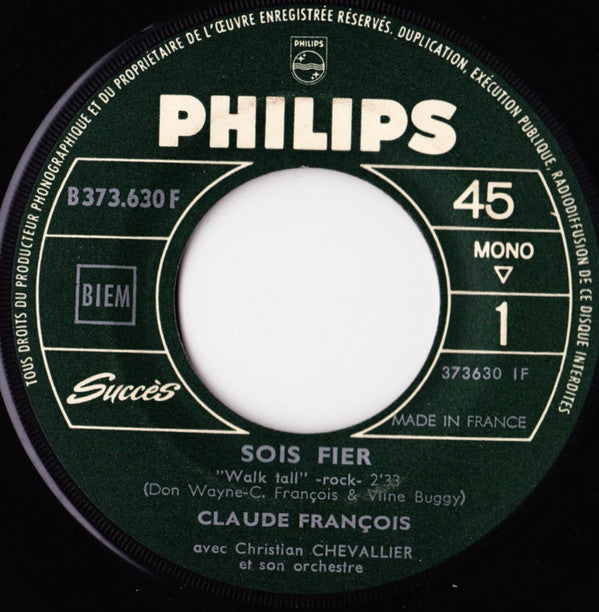 TOUS DROITS DU PRODUCTEUR PHONOGRAPHIQUE ET DU PROPRIÉTAIRE DE L'ŒUVRE ENREGISTRÉE RÉSERVÉS. DUPLICATION, EXÉCUTION PUBLIQUE, RADIODIFFUSION DE CE DISQUE INTERDITES
PHILIPS
PHILIPS
B 373.630 F
45
MONO
BIEM
1
373630 1F
Succès
MADE IN FRANCE
SOIS FIER
"Walk tall" -rock- 2'33
(Don Wayne-C. François & Vline Buggy)
CLAUDE FRANÇOIS
avec Christian CHEVALLIER
et son orchestre